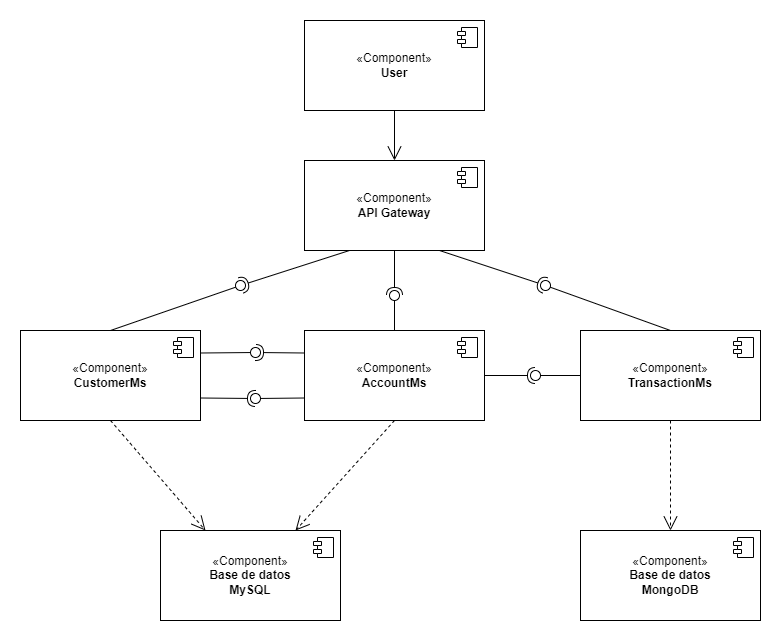 «Component»
User
«Component»
API Gateway
«Component»
CustomerMs
«Component»
AccountMs
«Component»
TransactionMs
«Component»
Base de datos
MySQL
«Component»
Base de datos
MongoDB